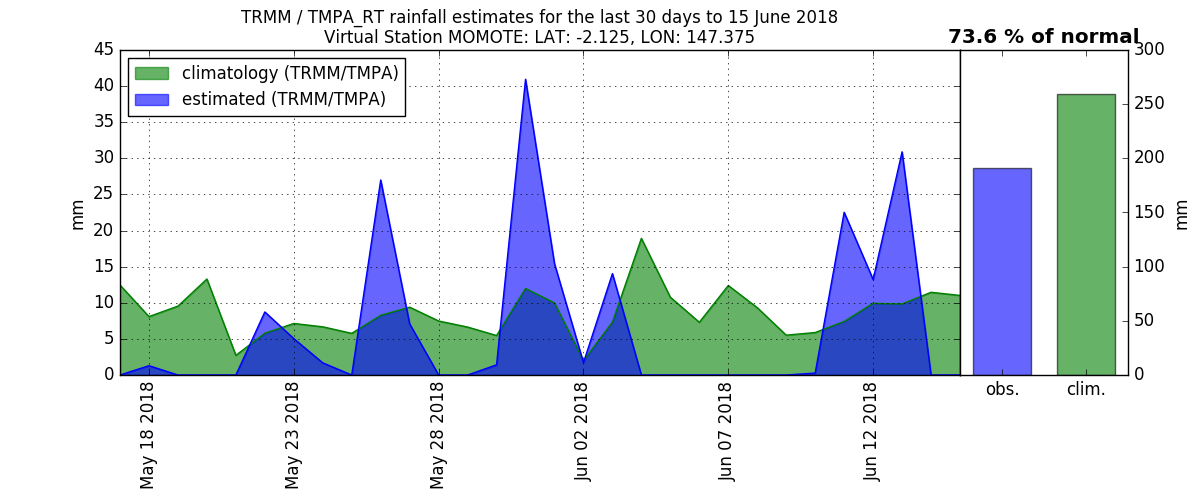 TRMM / TMPA_RT rainfall estimates for the last 30 days to 15 June 2018
Virtual Station MOMOTE: LAT: -2.125, LON: 147.375
73.6 % of normal
climatology (TRMM/TMPA)
estimated (TRMM/TMPA)
45
40
35
30
25
20
15
10
5
0
mm
May 18 2018
May 23 2018
May 28 2018
Jun 02 2018
Jun 07 2018
Jun 12 2018
300
250
200
150
100
50
0
mm
obs.
clim.